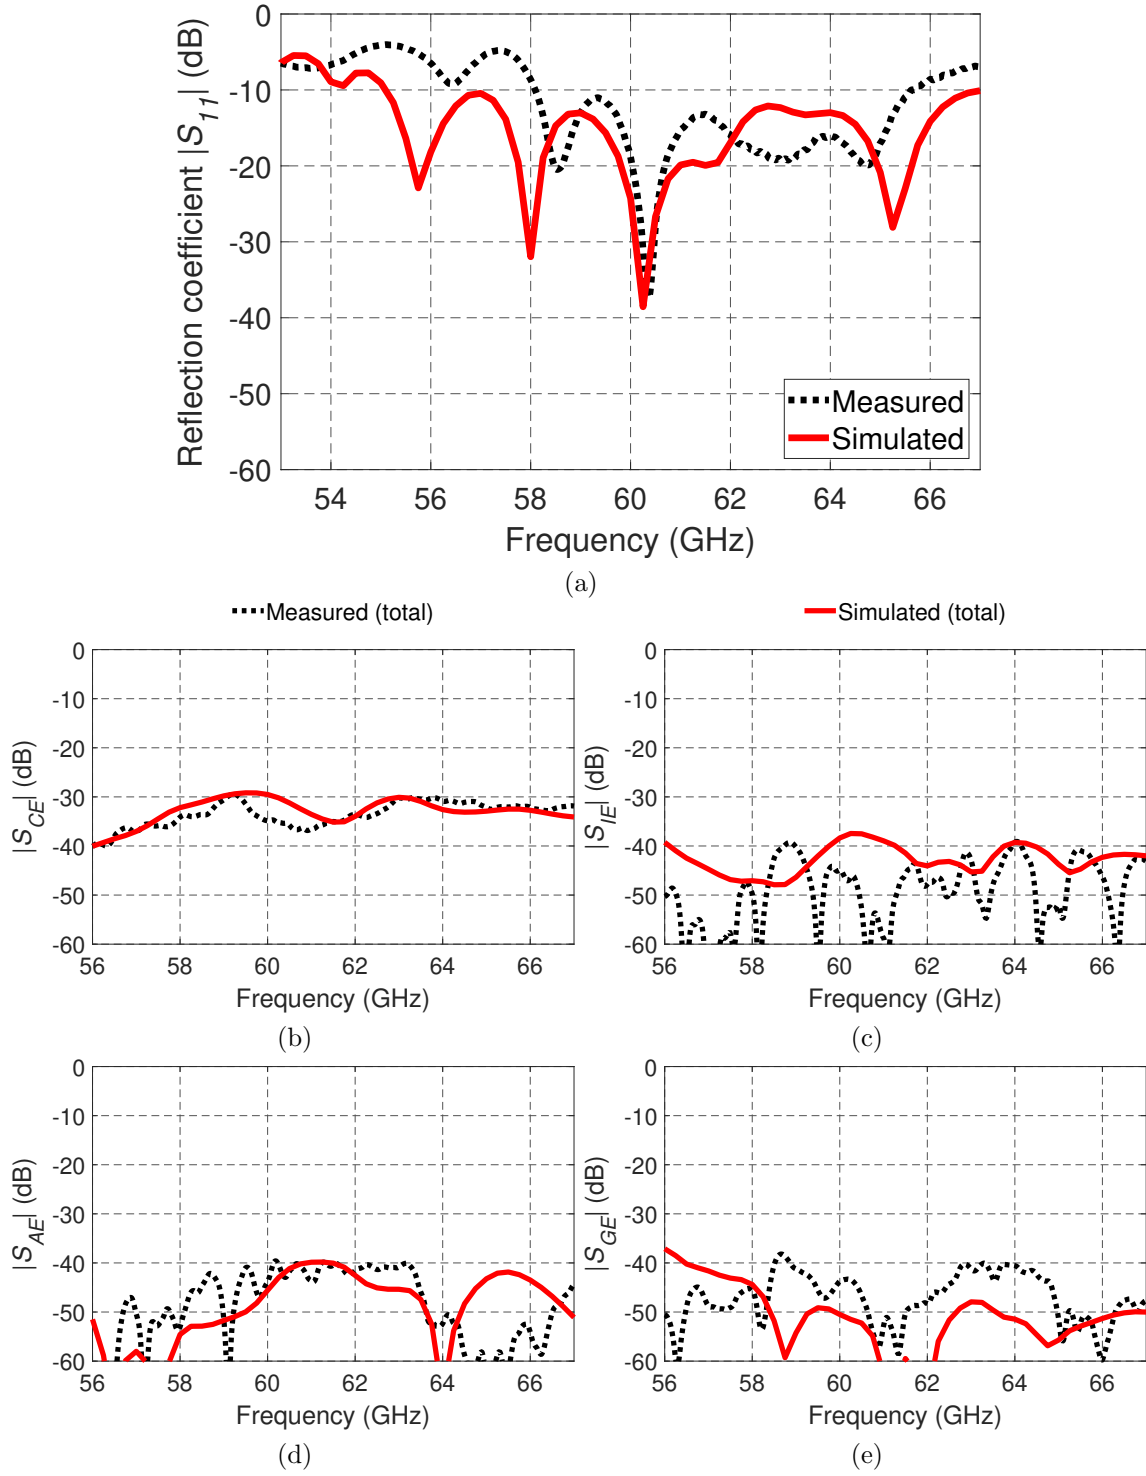 0
-10
-20
-30
-40
-50
-60
Reflection coefficient |S11| (dB)
Measured
Simulated
54 56 58 60 62 64 66
Frequency (GHz)
(a)
Measured (total) Simulated (total)
0
-10
-20
-30
-40
-50
-60
|SCE| (dB)
56 58 60 62 64 66
Frequency (GHz)
(b)
0
-10
-20
-30
-40
-50
-60
|SIE| (dB)
56 58 60 62 64 66
Frequency (GHz)
(c)
0
-10
-20
-30
-40
-50
-60
|SAE| (dB)
56 58 60 62 64 66
Frequency (GHz)
(d)
0
-10
-20
-30
-40
-50
-60
|SGE| (dB)
56 58 60 62 64 66
Frequency (GHz)
(e)